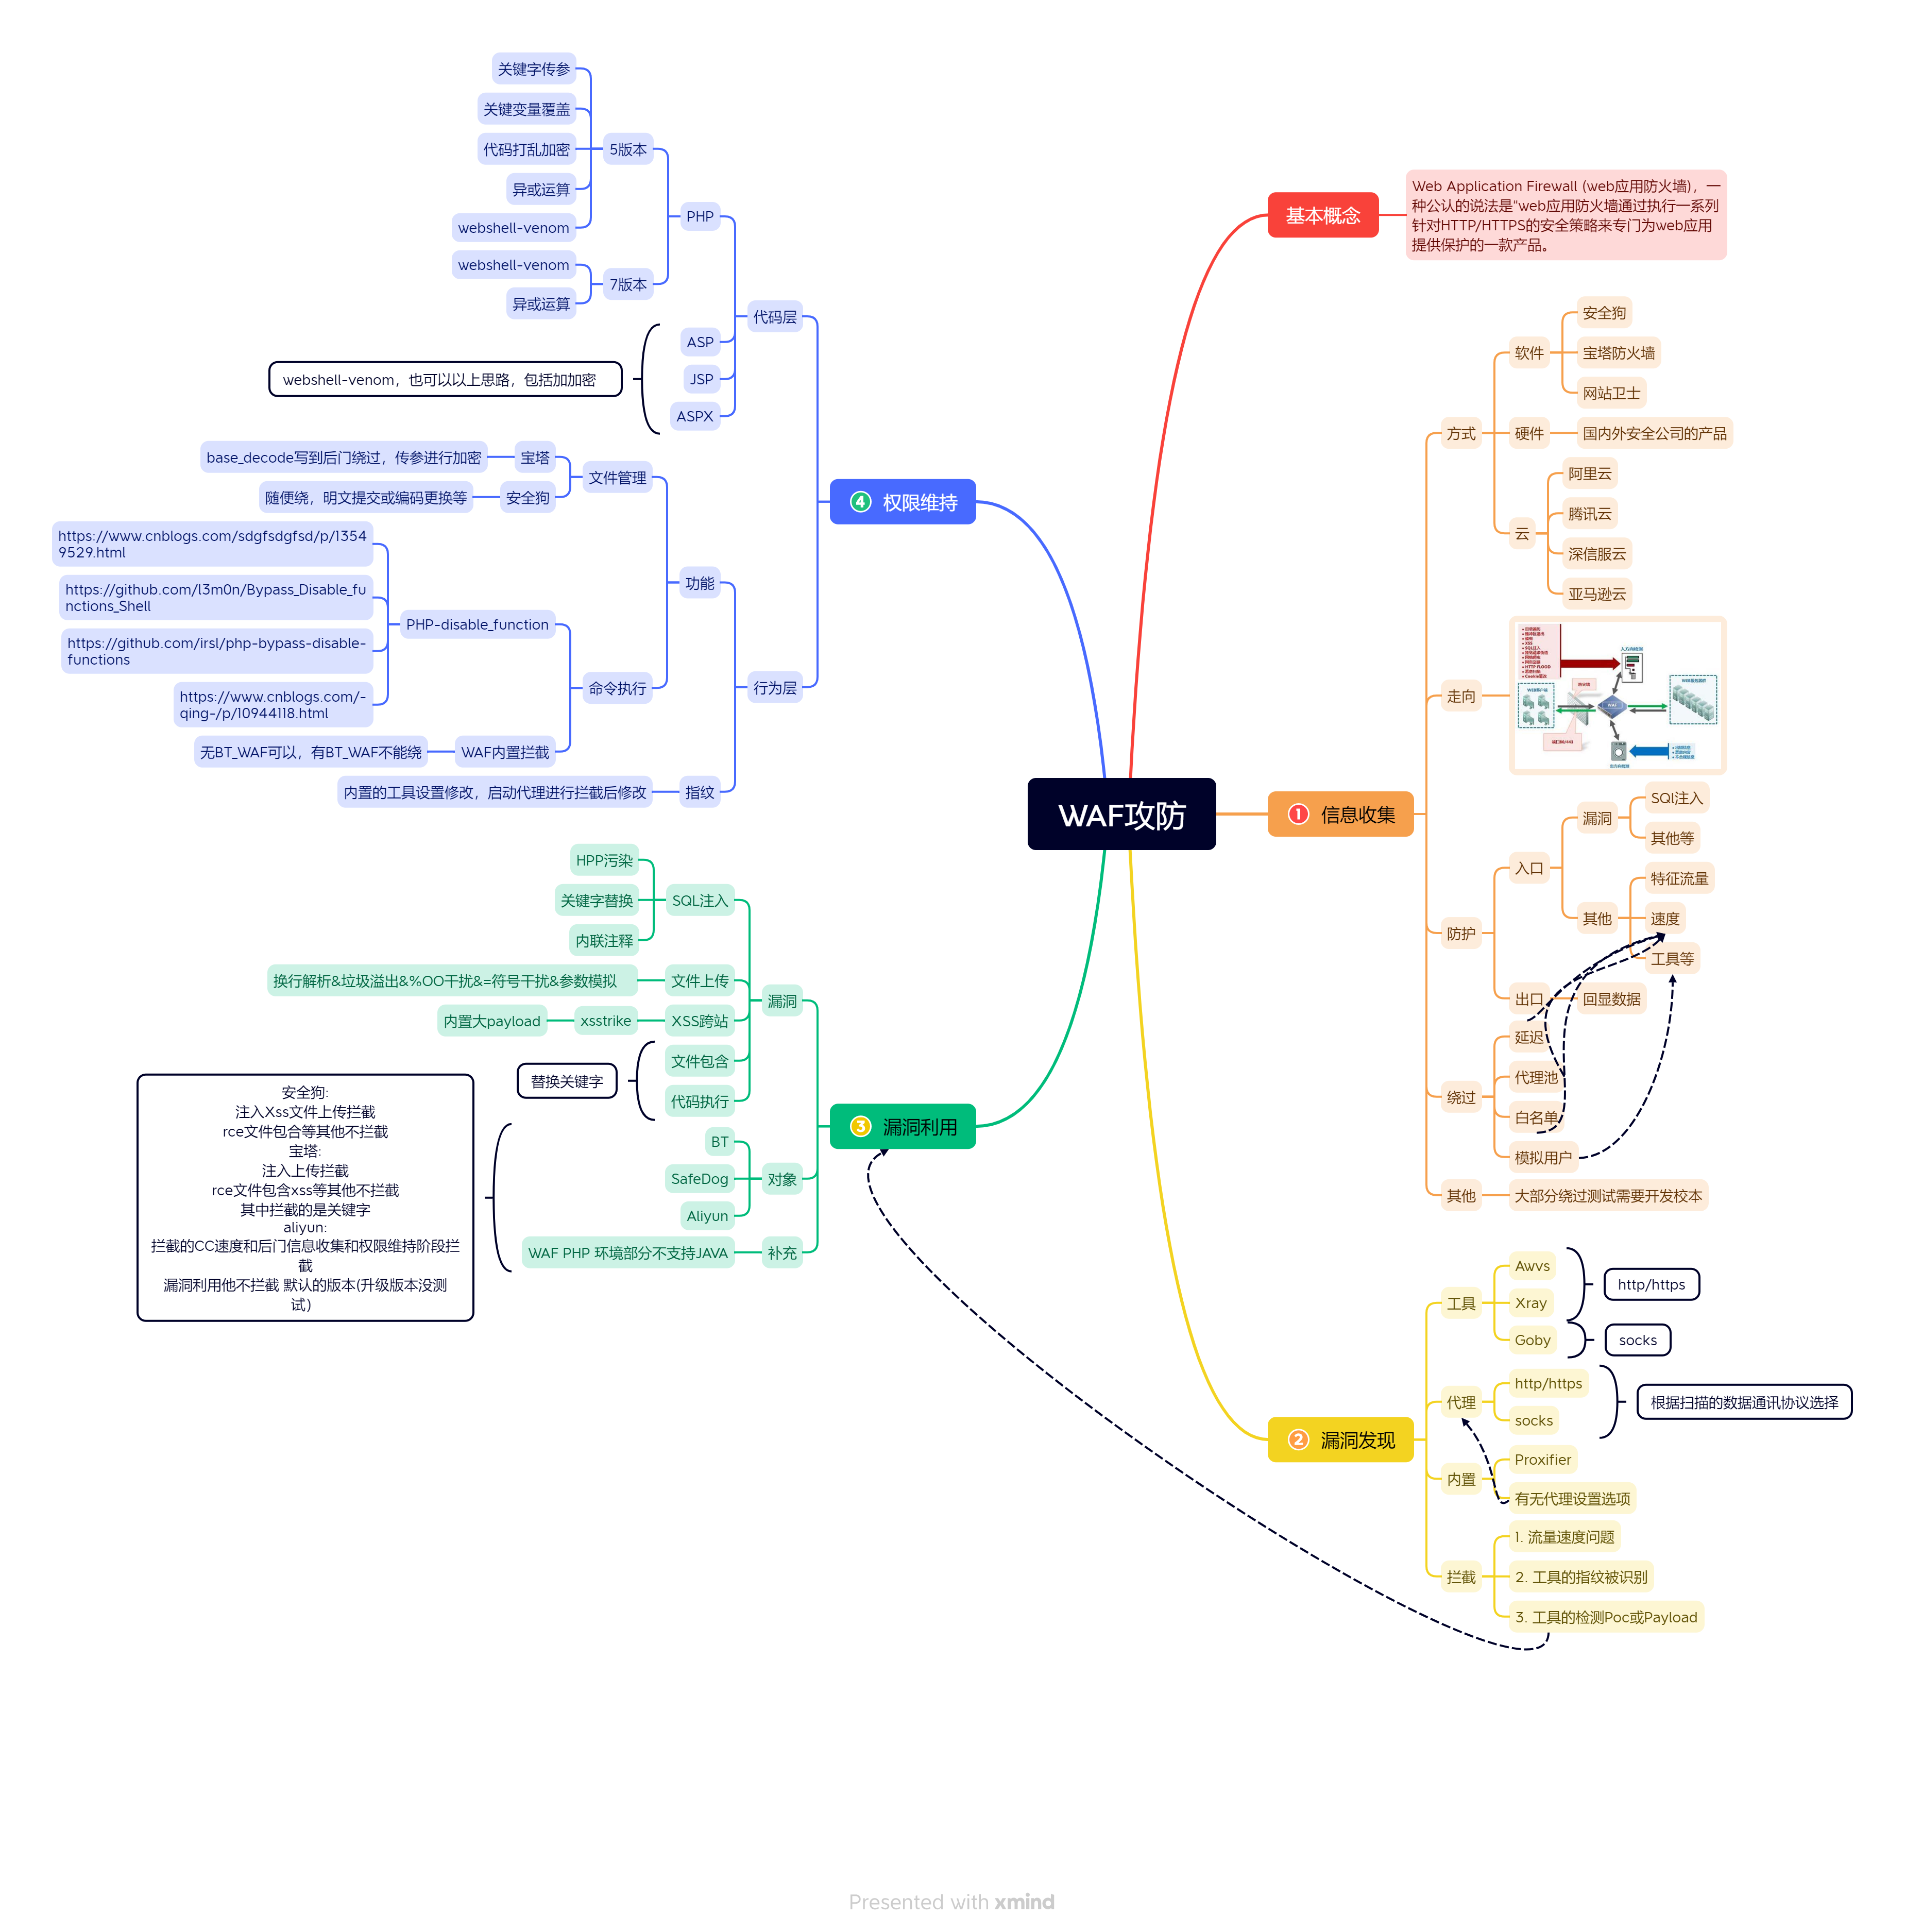 WAF攻防
基本概念
Web Application Firewall (web应用防火墙)，一
种公认的说法是"web应用防火墙通过执行一系列
针对HTTP/HTTPS的安全策略来专门为web应用
提供保护的一款产品。
1 信息收集
方式
软件
安全狗
宝塔防火墙
网站卫士
硬件
国内外安全公司的产品
云
阿里云
腾讯云
深信服云
亚马逊云
走向
XSS
SQL注入
HTTP FLOOD
WAF
防护
入口
漏洞
SQl注入
其他等
其他
特征流量
速度
工具等
出口
回显数据
绕过
延迟
代理池
白名单
模拟用户
其他
大部分绕过测试需要开发校本
2 漏洞发现
工具
Awvs
Xray
http/https
Goby
socks
代理
http/https
socks
根据扫描的数据通讯协议选择
内置
Proxifier
有无代理设置选项
拦截
1. 流量速度问题
2. 工具的指纹被识别
3. 工具的检测Poc或Payload
3 漏洞利用
漏洞
SQL注入
HPP污染
关键字替换
内联注释
文件上传
换行解析&垃圾溢出&%00干扰&=符号干扰&参数模拟
XSS跨站
xsstrike
内置大payload
文件包含
代码执行
替换关键字
对象
BT
SafeDog
Aliyun
补充
WAF PHP 环境部分不支持JAVA
安全狗:
注入Xss文件上传拦截
rce文件包合等其他不拦截
宝塔:
注入上传拦截
rce文件包含xss等其他不拦截
其中拦截的是关键字
aliyun:
拦截的CC速度和后门信息收集和权限维持阶段拦
截
漏洞利用他不拦截 默认的版本(升级版本没测
试）
4 权限维持
代码层
PHP
5版本
关键字传参
关键变量覆盖
代码打乱加密
异或运算
webshell-venom
7版本
webshell-venom
异或运算
ASP
JSP
ASPX
webshell-venom，也可以以上思路，包括加加密
行为层
功能
文件管理
宝塔
base_decode写到后门绕过，传参进行加密
安全狗
随便绕，明文提交或编码更换等
命令执行
PHP-disable_function
https://www.cnblogs.com/sdgfsdgfsd/p/1354
9529.html
https://github.com/l3m0n/Bypass_Disable_fu
nctions_Shell
https://github.com/irsl/php-bypass-disable-
functions
https://www.cnblogs.com/-
qing-/p/10944118.html
WAF内置拦截
无BT_WAF可以，有BT_WAF不能绕
指纹
内置的工具设置修改，启动代理进行拦截后修改
Presented with xmind